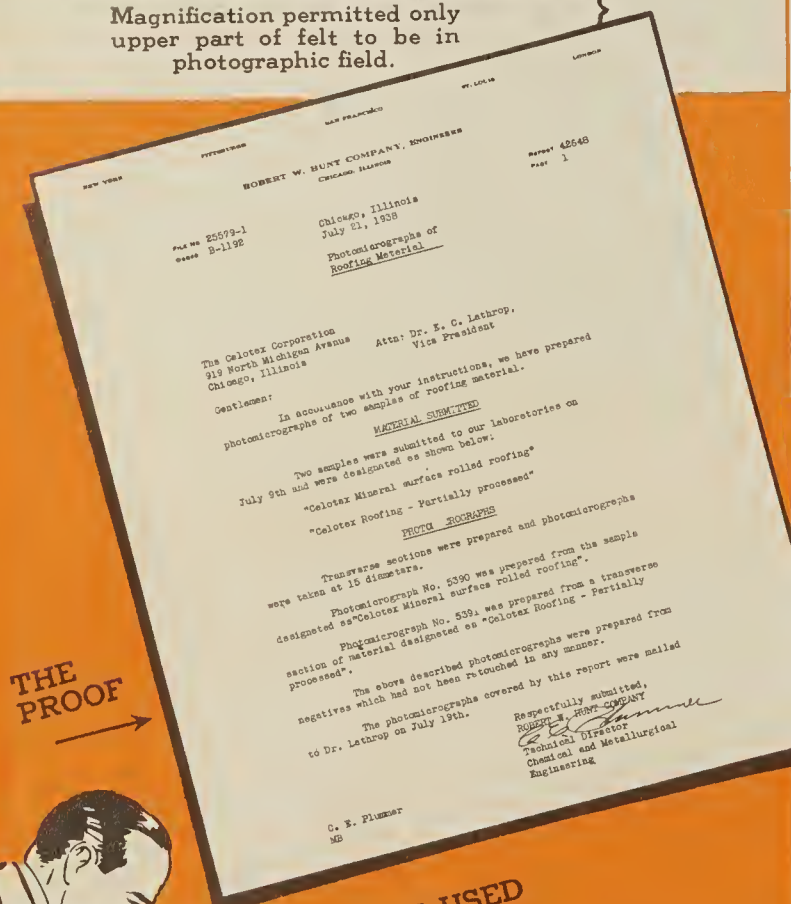 Magnification permitted only
upper part of felt to be in
photographic field.
NEW YORK PITTSBURGH SAN FRANCISCO ST. LOUIS LONDON
ROBERT W. HUNT COMPANY, ENGINEERS
CHICAGO, ILLINOIS
REPORT 42648
PAGE 1
FILE NO 25579-1
ORDER B-1192
Chicago, Illinois
July 21, 1938
Photomicrographs of
Roofing Material
The Celotex Corporation
919 North Michigan Avenue
Chicago, Illinois
Attn: Dr. E. C. Lathrop,
Vice President
Gentlemen:
In accordance with your instructions, we have prepared
photomicrographs of two samples of roofing material.
MATERIAL SUBMITTED
Two samples were submitted to our laboratories on
July 9th and were designated as shown below:
"Celotex Mineral surface rolled roofing"
"Celotex Roofing - Partially processed"
PHOTOMICROGRAPHS
Transverse sections were prepared and photomicrographs
were taken at 15 diameters.
Photomicrograph No. 5390 was prepared from the sample
designated as "Celotex Mineral surface rolled roofing".
Photomicrograph No. 5391 was prepared from a transverse
section of material designated as "Celotex Roofing - Partially
processed".
The above described photomicrographs were prepared from
negatives which had not been retouched in any manner.
The photomicrographs covered by this report were mailed
to Dr. Lathrop on July 19th.
Respectfully submitted,
ROBERT W. HUNT COMPANY
Technical Director
Chemical and Metallurgical
Engineering
C. E. Plummer
MB
THE
PROOF
USED